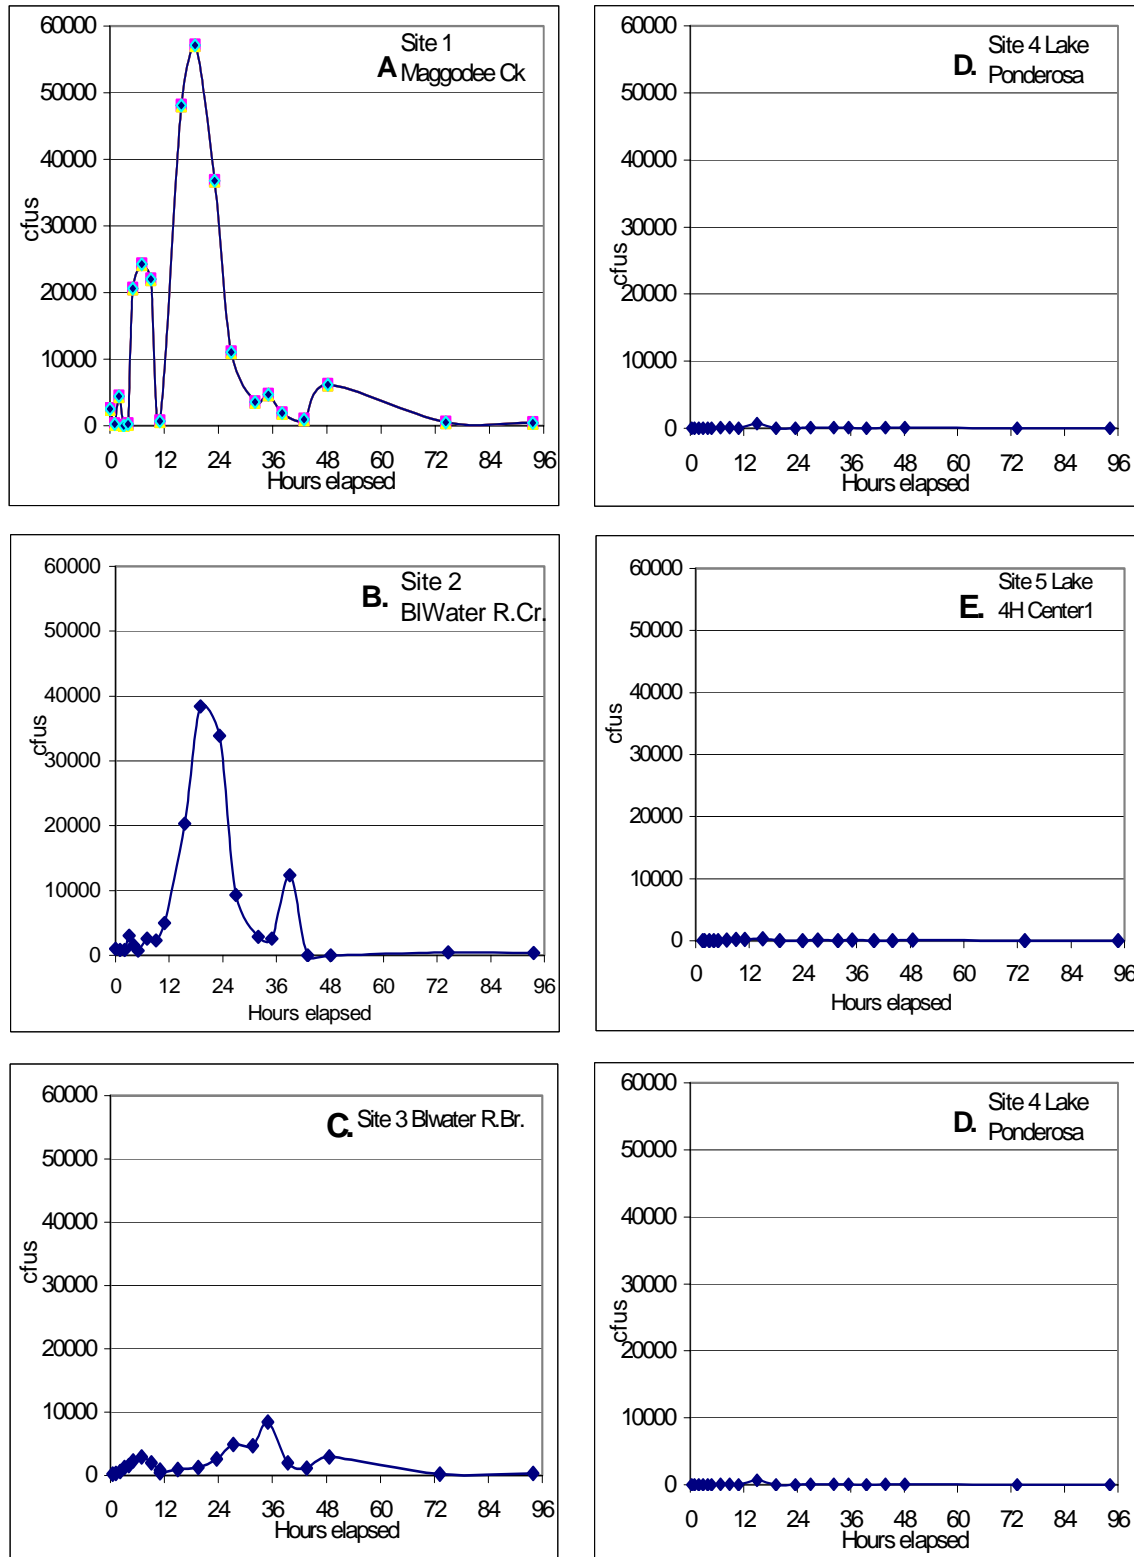 60000
50000
40000
30000
20000
10000
0
cfus
Site 1
A Maggodee Ck
0 12 24 36 48 60 72 84 96
Hours elapsed
60000
50000
40000
30000
20000
10000
0
cfus
D. Site 4 Lake
Ponderosa
0 12 24 36 48 60 72 84 96
Hours elapsed
60000
50000
40000
30000
20000
10000
0
cfus
B. Site 2
BlWater R.Cr.
0 12 24 36 48 60 72 84 96
Hours elapsed
60000
50000
40000
30000
20000
10000
0
cfus
E. Site 5 Lake
4H Center1
0 12 24 36 48 60 72 84 96
Hours elapsed
60000
50000
40000
30000
20000
10000
0
cfus
C. Site 3 Blwater R.Br.
0 12 24 36 48 60 72 84 96
Hours elapsed
60000
50000
40000
30000
20000
10000
0
cfus
D. Site 4 Lake
Ponderosa
0 12 24 36 48 60 72 84 96
Hours elapsed